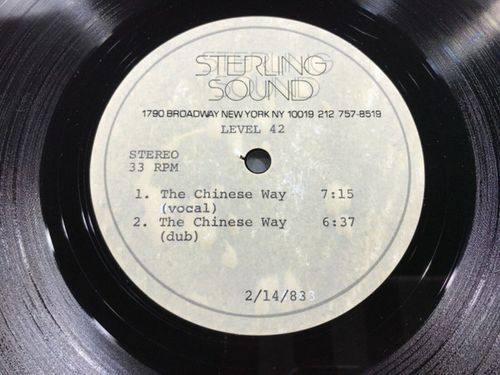 STERLING
SOUND
1790 BROADWAY NEW YORK NY 10019 212 757-8519
LEVEL 42
STEREO
33 RPM
1. The Chinese Way 7:15
(vocal)
2. The Chinese Way 6:37
(dub)
2/14/833